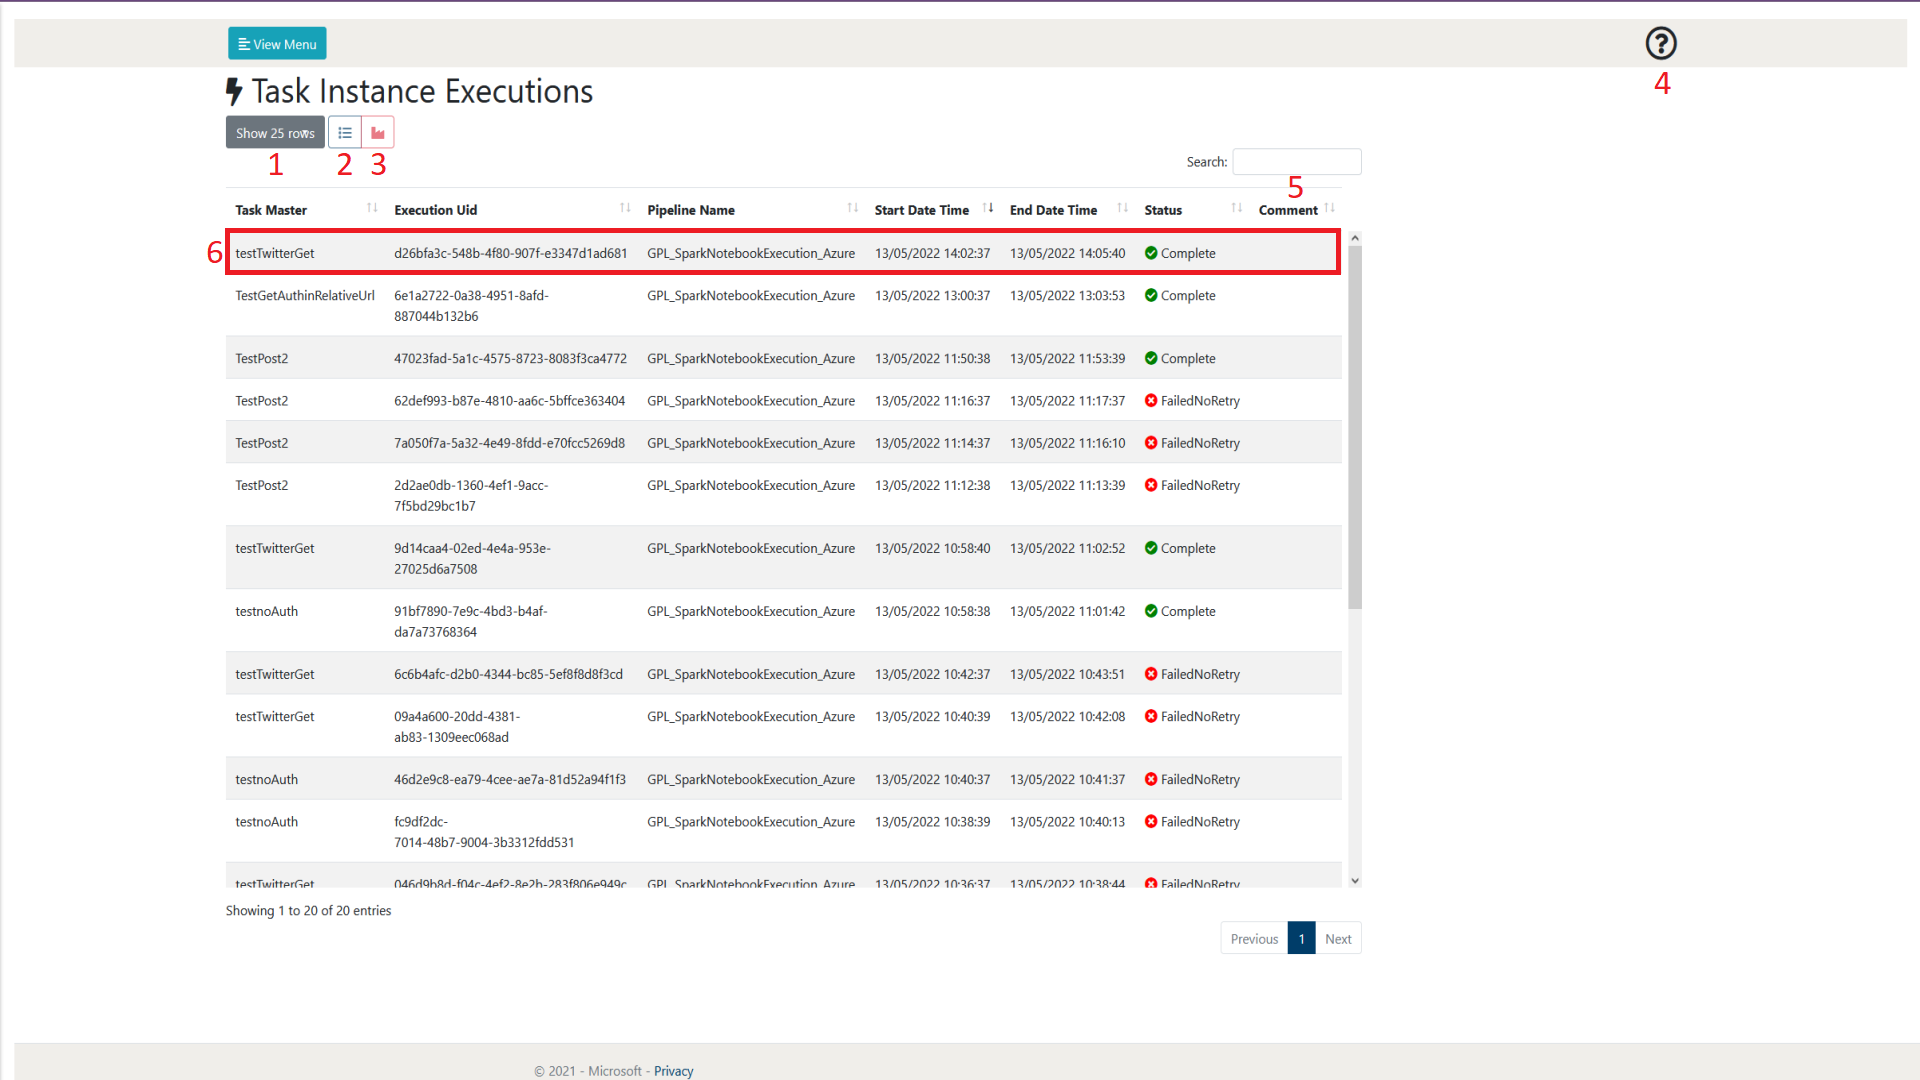 View Menu
4
Task Instance Executions
Show 25 rows
1 2 3
Search:
5
Task Master Execution Uid Pipeline Name Start Date Time End Date Time Status Comment
6 testTwitterGet d26bfa3c-548b-4f80-907f-e3347d1ad681 GPL_SparkNotebookExecution_Azure 13/05/2022 14:02:37 13/05/2022 14:05:40 Complete
TestGetAuthinRelativeUrl 6e1a2722-0a38-4951-8afd- GPL_SparkNotebookExecution_Azure 13/05/2022 13:00:37 13/05/2022 13:03:53 Complete
887044b132b6
TestPost2 47023fad-5a1c-4575-8723-8083f3ca4772 GPL_SparkNotebookExecution_Azure 13/05/2022 11:50:38 13/05/2022 11:53:39 Complete
TestPost2 62def993-b87e-4810-aa6c-5bffce363404 GPL_SparkNotebookExecution_Azure 13/05/2022 11:16:37 13/05/2022 11:17:37 FailedNoRetry
TestPost2 7a050f7a-5a32-4e49-8fdd-e70fcc5269d8 GPL_SparkNotebookExecution_Azure 13/05/2022 11:14:37 13/05/2022 11:16:10 FailedNoRetry
TestPost2 2d2ae0db-1360-4ef1-9acc- GPL_SparkNotebookExecution_Azure 13/05/2022 11:12:38 13/05/2022 11:13:39 FailedNoRetry
7f5bd29bc1b7
testTwitterGet 9d14caa4-02ed-4e4a-953e- GPL_SparkNotebookExecution_Azure 13/05/2022 10:58:40 13/05/2022 11:02:52 Complete
27025d6a7508
testnoAuth 91bf7890-7e9c-4bd3-b4af- GPL_SparkNotebookExecution_Azure 13/05/2022 10:58:38 13/05/2022 11:01:42 Complete
da7a73768364
testTwitterGet 6c6b4afc-d2b0-4344-bc85-5ef8f8d8f3cd GPL_SparkNotebookExecution_Azure 13/05/2022 10:42:37 13/05/2022 10:43:51 FailedNoRetry
testTwitterGet 09a4a600-20dd-4381- GPL_SparkNotebookExecution_Azure 13/05/2022 10:40:39 13/05/2022 10:42:08 FailedNoRetry
ab83-1309eec068ad
testnoAuth 46d2e9c8-ea79-4cee-ae7a-81d52a94f1f3 GPL_SparkNotebookExecution_Azure 13/05/2022 10:40:37 13/05/2022 10:41:37 FailedNoRetry
testnoAuth fc9df2dc- GPL_SparkNotebookExecution_Azure 13/05/2022 10:38:39 13/05/2022 10:40:13 FailedNoRetry
7014-48b7-9004-3b3312fdd531
testTwitterGet 046d9b8d-f04c-4ef2-8e2b-283f806e949c GPL_SparkNotebookExecution_Azure 13/05/2022 10:36:37 13/05/2022 10:38:44 FailedNoRetry
Showing 1 to 20 of 20 entries
Previous 1 Next
© 2021 - Microsoft - Privacy